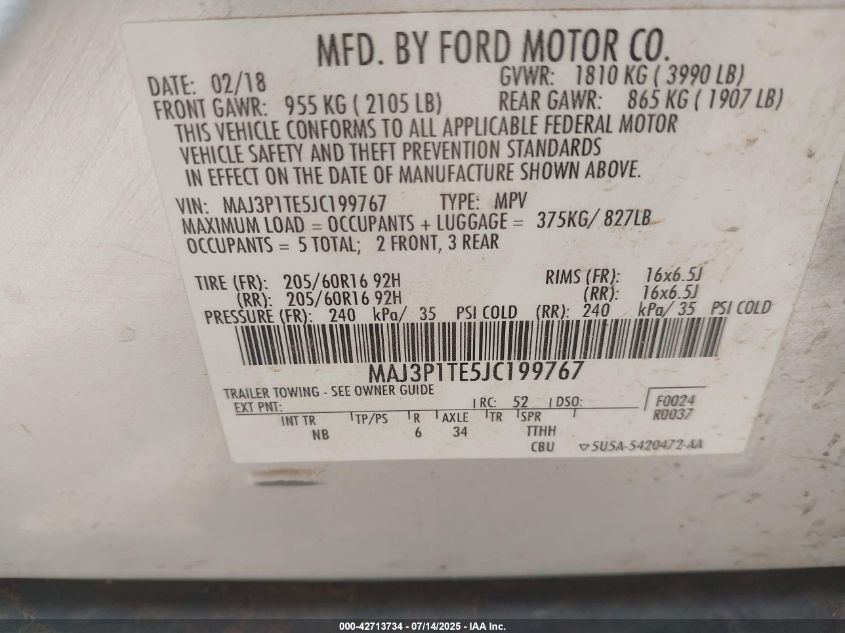 MFD. BY FORD MOTOR CO.
DATE: 02/18 GVWR: 1810 KG ( 3990 LB)
FRONT GAWR: 955 KG ( 2105 LB) REAR GAWR: 865 KG ( 1907 LB)
THIS VEHICLE CONFORMS TO ALL APPLICABLE FEDERAL MOTOR
VEHICLE SAFETY AND THEFT PREVENTION STANDARDS
IN EFFECT ON THE DATE OF MANUFACTURE SHOWN ABOVE.
VIN: MAJ3P1TE5JC199767 TYPE: MPV
MAXIMUM LOAD = OCCUPANTS + LUGGAGE = 375KG/ 827LB
OCCUPANTS = 5 TOTAL; 2 FRONT, 3 REAR
TIRE (FR): 205/60R16 92H RIMS (FR): 16x6.5J
(RR): 205/60R16 92H (RR): 16x6.5J
PRESSURE (FR): 240 kPa/ 35 PSI COLD (RR): 240 kPa/ 35 PSI COLD
MAJ3P1TE5JC199767
TRAILER TOWING - SEE OWNER GUIDE
EXT PNT: RC: 52 DSO: F0024
R0037
INT TR TP/PS R AXLE TR SPR
NB 6 34 TTHH
CBU 5U5A-5420472-AA
000-42713734 - 07/14/2025 - IAA Inc.